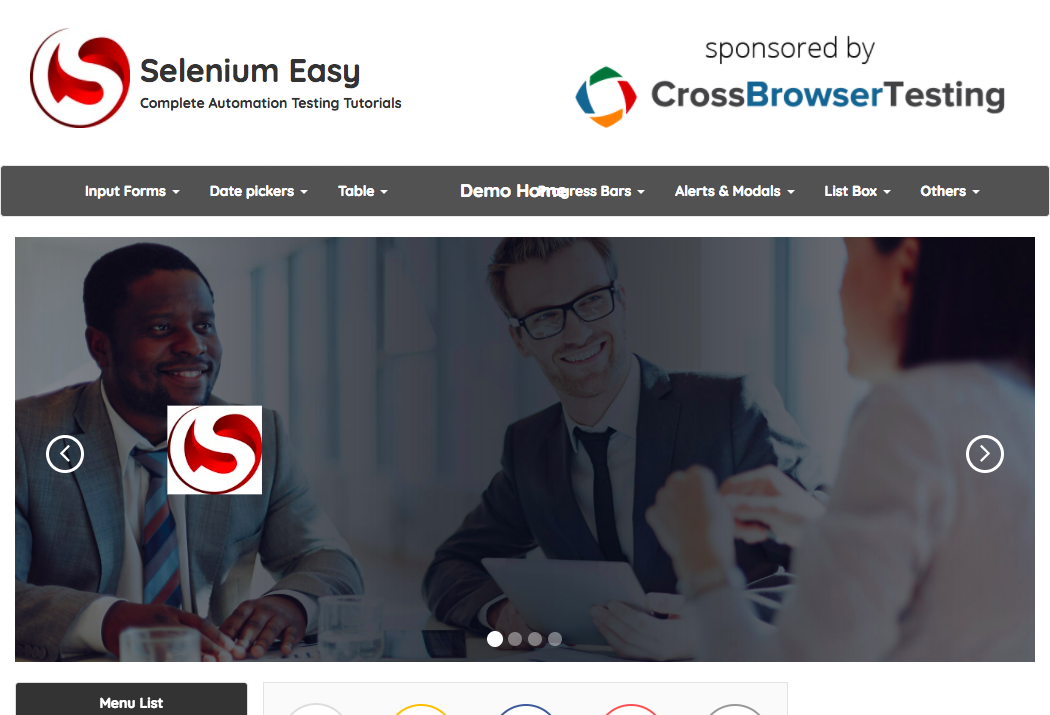 Selenium Easy
Complete Automation Testing Tutorials
sponsored by
CrossBrowserTesting
Input Forms Date pickers Table Demo Home Progress Bars Alerts & Modals List Box Others
Menu List